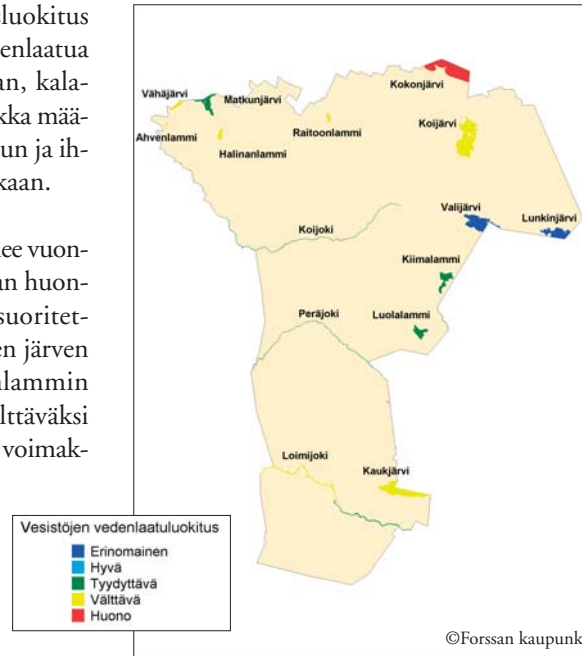 sluokitus
enlaatua
an, kala-
kka mää-
un ja ih-
kaan.
ee vuon-
an huon-
suoritet-
en järven
nlammin
lttäväksi
voimak-
Kokonjärvi
Vähäjärvi
Matkunjärvi
Koijärvi
Raitoonlammi
Ahvenlammi
Halinanlammi
Valijärvi
Lunkinjärvi
Koijoki
Kiimalammi
Peräjoki
Luolalammi
Loimijoki
Kaukjärvi
Vesistöjen vedenlaatuluokitus
Erinomainen
Hyvä
Tyydyttävä
Välttävä
Huono
©Forssan kaupunk